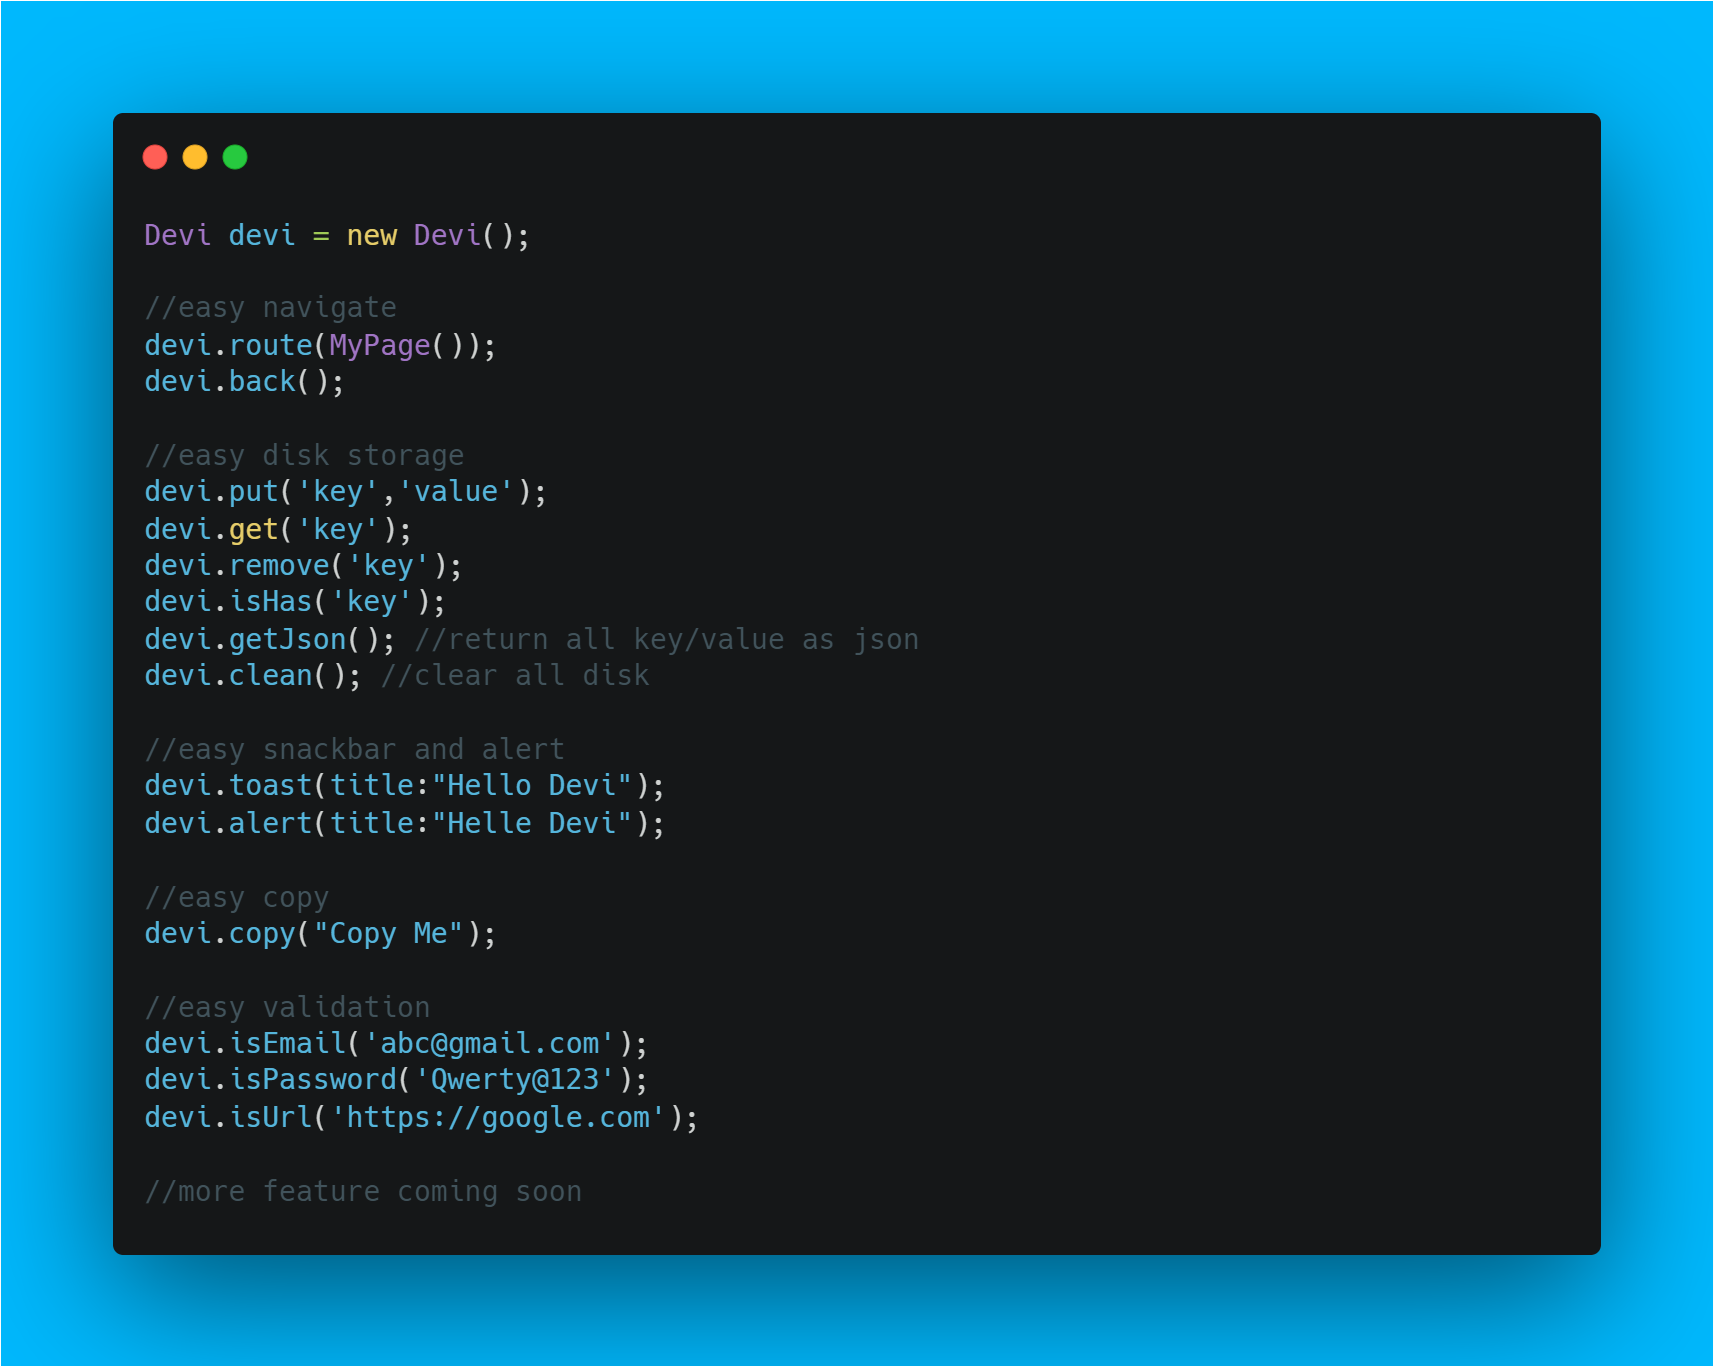 Devi devi = new Devi();
//easy navigate
devi.route(MyPage());
devi.back();
//easy disk storage
devi.put('key','value');
devi.get('key');
devi.remove('key');
devi.isHas('key');
devi.getJson(); //return all key/value as json
devi.clean(); //clear all disk
//easy snackbar and alert
devi.toast(title:"Hello Devi");
devi.alert(title:"Helle Devi");
//easy copy
devi.copy("Copy Me");
//easy validation
devi.isEmail('abc@gmail.com');
devi.isPassword('Qwerty@123');
devi.isUrl('https://google.com');
//more feature coming soon